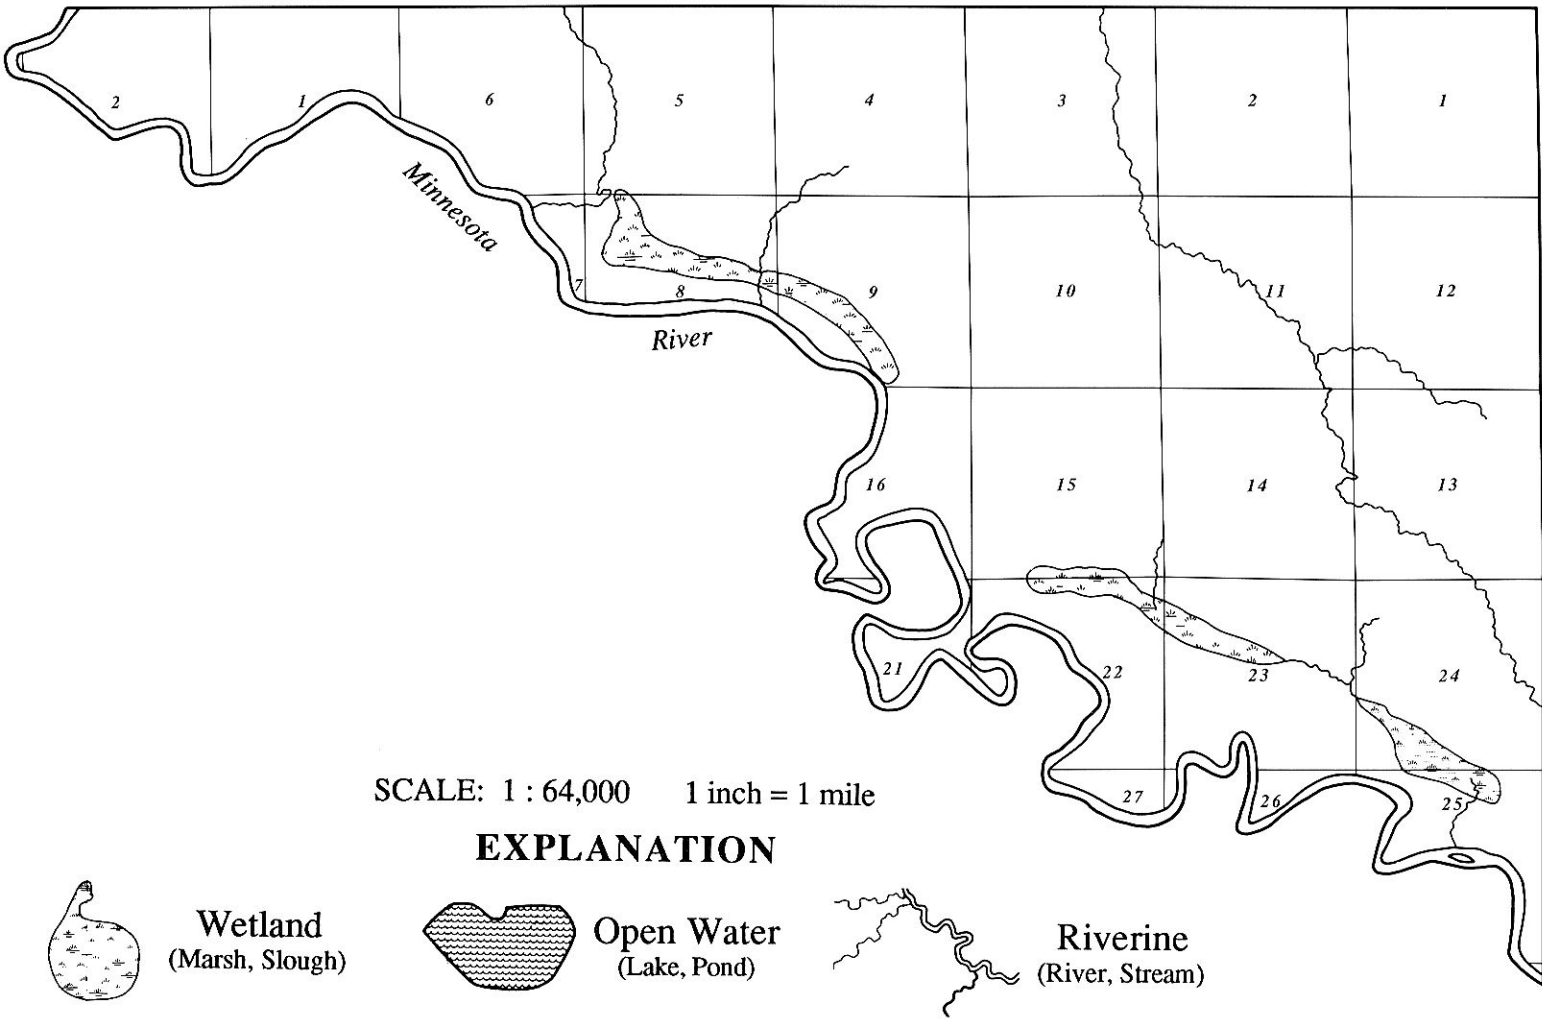 2 1 6 5 4 3 2 1
Minnesota
River
7 8 9 10 11 12
16 15 14 13
21 22 23 24
27 26 25
SCALE: 1 : 64,000 1 inch = 1 mile
EXPLANATION
Wetland
(Marsh, Slough)
Open Water
(Lake, Pond)
Riverine
(River, Stream)